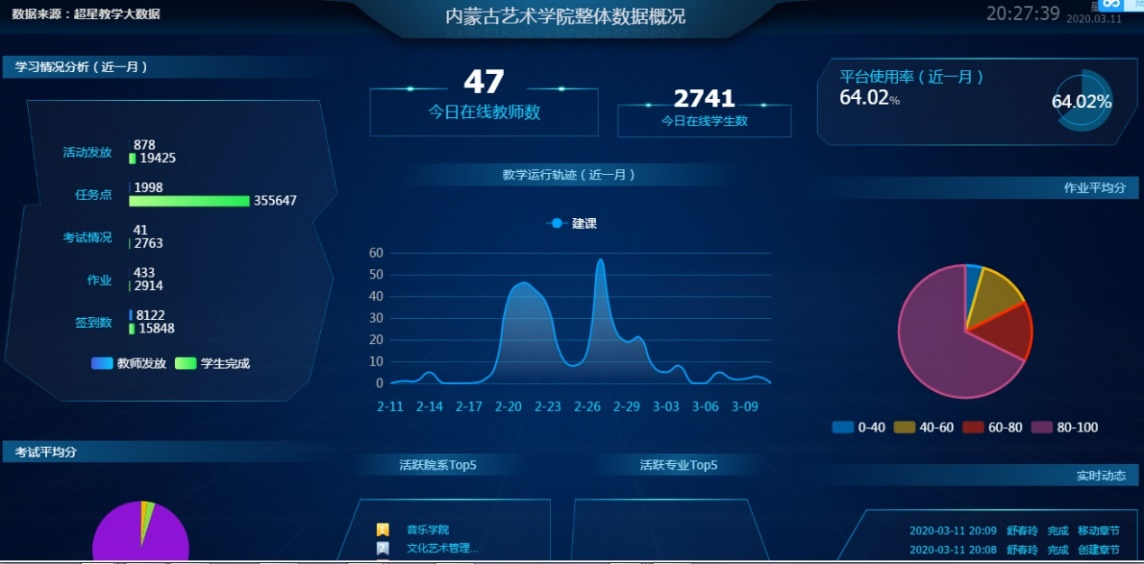 数据来源：超星教学大数据
内蒙古艺术学院整体数据概况
20:27:39
2020.03.11
学习情况分析（近一月）
活动发放
878
19425
任务点
1998
355647
考试情况
41
2763
作业
433
2914
签到数
8122
15848
教师发放 学生完成
47
今日在线教师数
2741
今日在线学生数
平台使用率（近一月）
64.02%
64.02%
教学运行轨迹（近一月）
建课
60
50
40
30
20
10
0
2-11 2-14 2-17 2-20 2-23 2-26 2-29 3-03 3-06 3-09
作业平均分
0-40 40-60 60-80 80-100
考试平均分
活跃院系Top5
1 音乐学院
2 文化艺术管理...
活跃专业Top5
实时动态
2020-03-11 20:09 舒春玲 完成 移动章节
2020-03-11 20:08 舒春玲 完成 创建章节